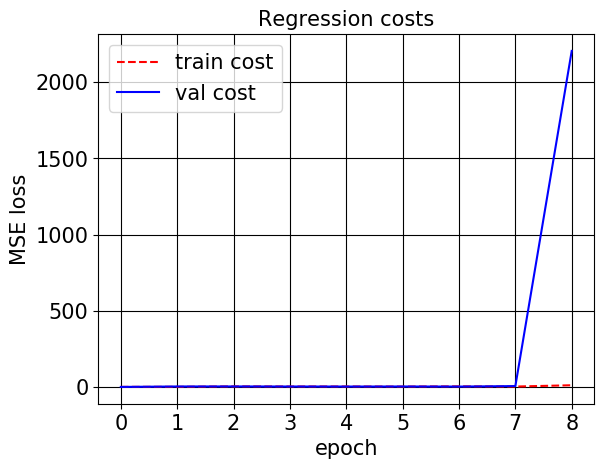 Regression costs
train cost
val cost
MSE loss
2000
1500
1000
500
0
0 1 2 3 4 5 6 7 8
epoch